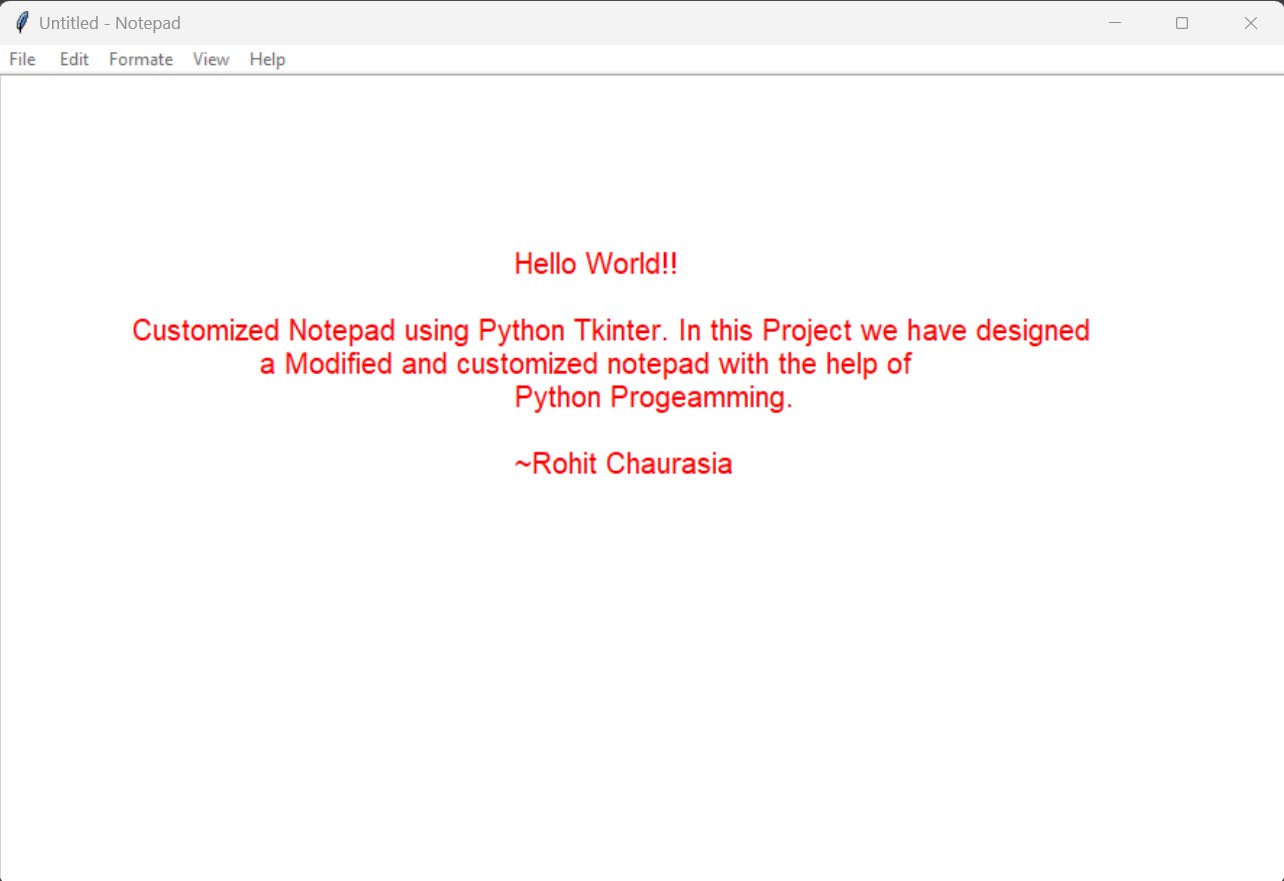 Untitled - Notepad
File Edit Formate View Help
Hello World!!
Customized Notepad using Python Tkinter. In this Project we have designed
a Modified and customized notepad with the help of
Python Progeamming.
~Rohit Chaurasia